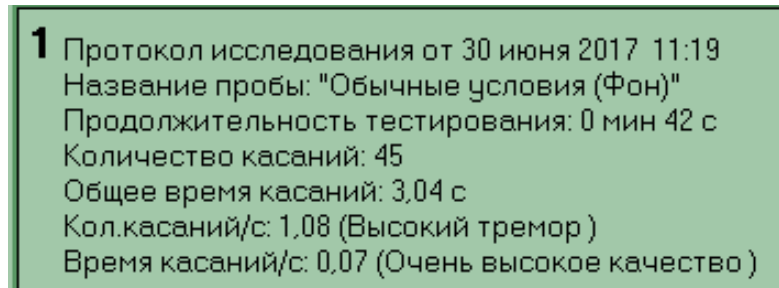 1 Протокол исследования от 30 июня 2017 11:19
Название пробы: "Обычные условия (Фон)"
Продолжительность тестирования: 0 мин 42 с
Количество касаний: 45
Общее время касаний: 3,04 с
Кол.касаний/с: 1,08 (Высокий тремор )
Время касаний/с: 0,07 (Очень высокое качество )